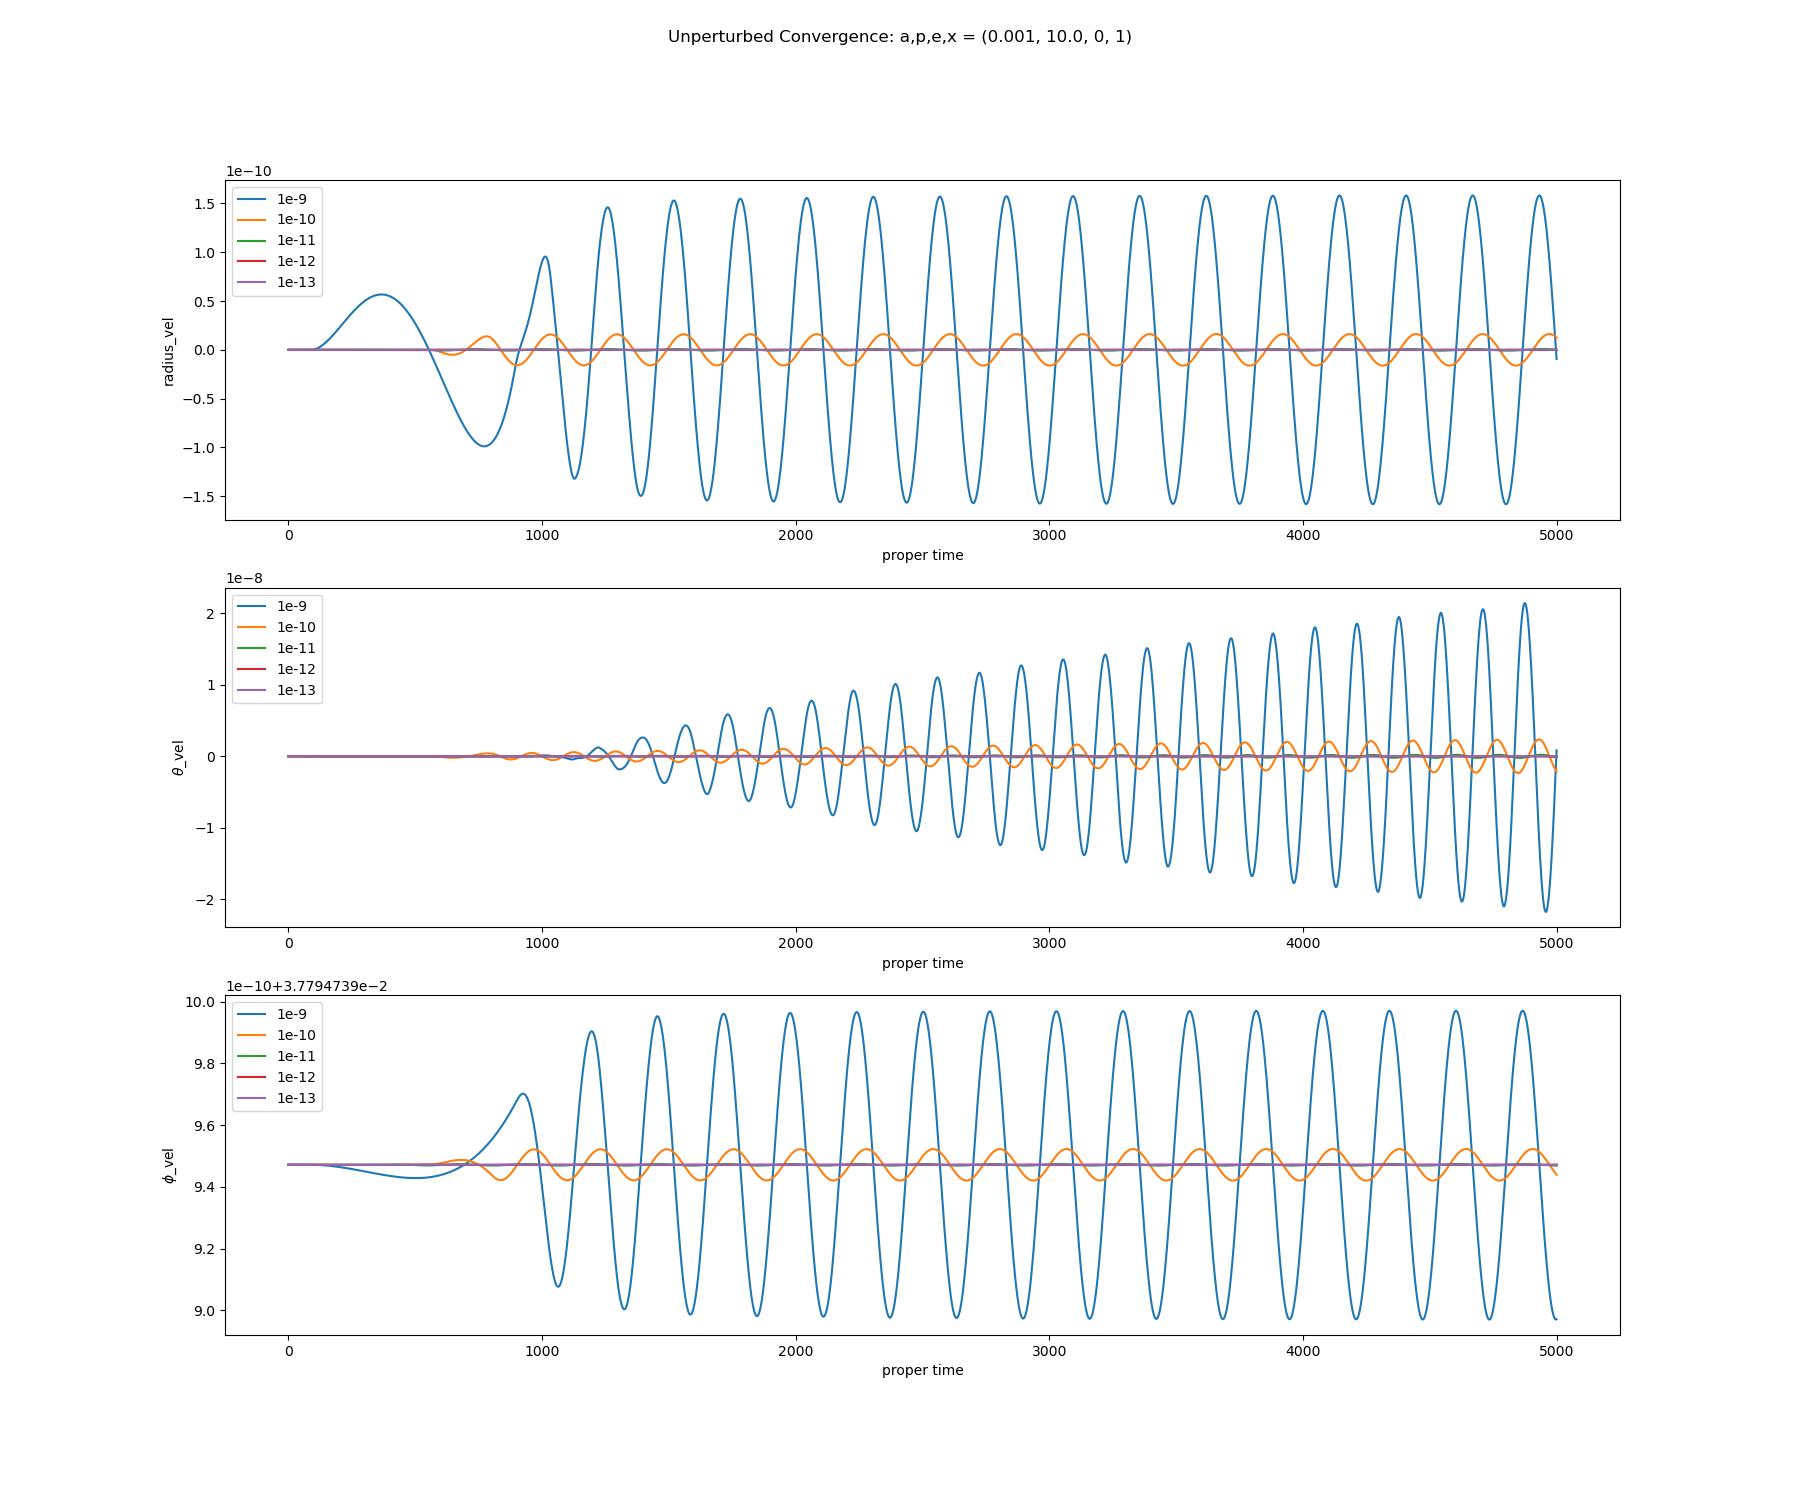 Unperturbed Convergence: a,p,e,x = (0.001, 10.0, 0, 1)
1e−10
1e-9
1e-10
1e-11
1e-12
1e-13
1.5
1.0
0.5
0.0
−0.5
−1.0
−1.5
radius_vel
0 1000 2000 3000 4000 5000
proper time
1e−8
1e-9
1e-10
1e-11
1e-12
1e-13
2
1
0
−1
−2
θ_vel
0 1000 2000 3000 4000 5000
proper time
1e−10+3.7794739e−2
1e-9
1e-10
1e-11
1e-12
1e-13
10.0
9.8
9.6
9.4
9.2
9.0
ϕ_vel
0 1000 2000 3000 4000 5000
proper time